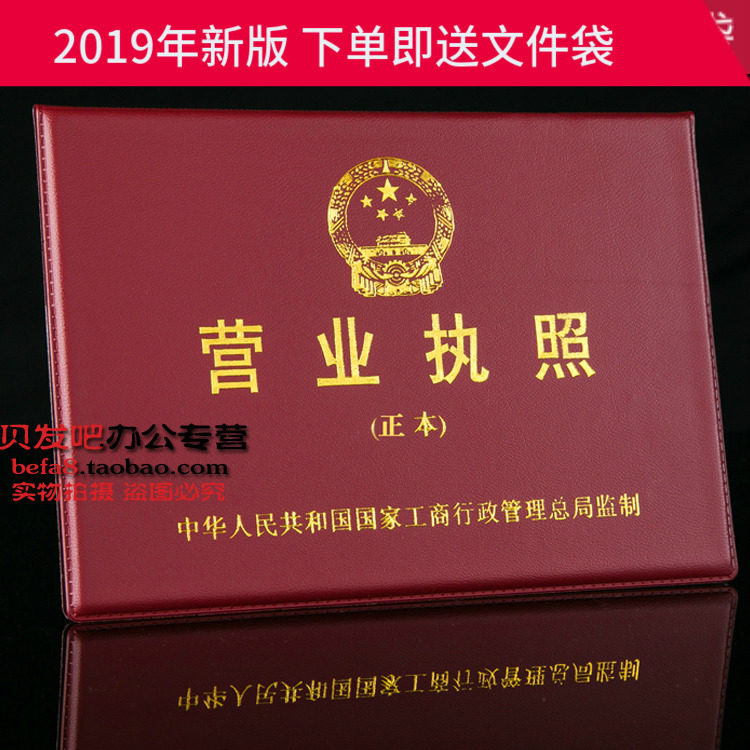 2019年新版 下单即送文件袋
营业执照
(正本)
贝发吧办公专营
befa8.taobao.com
实物拍摄 盗图必究
中华人民共和国国家工商行政管理总局监制